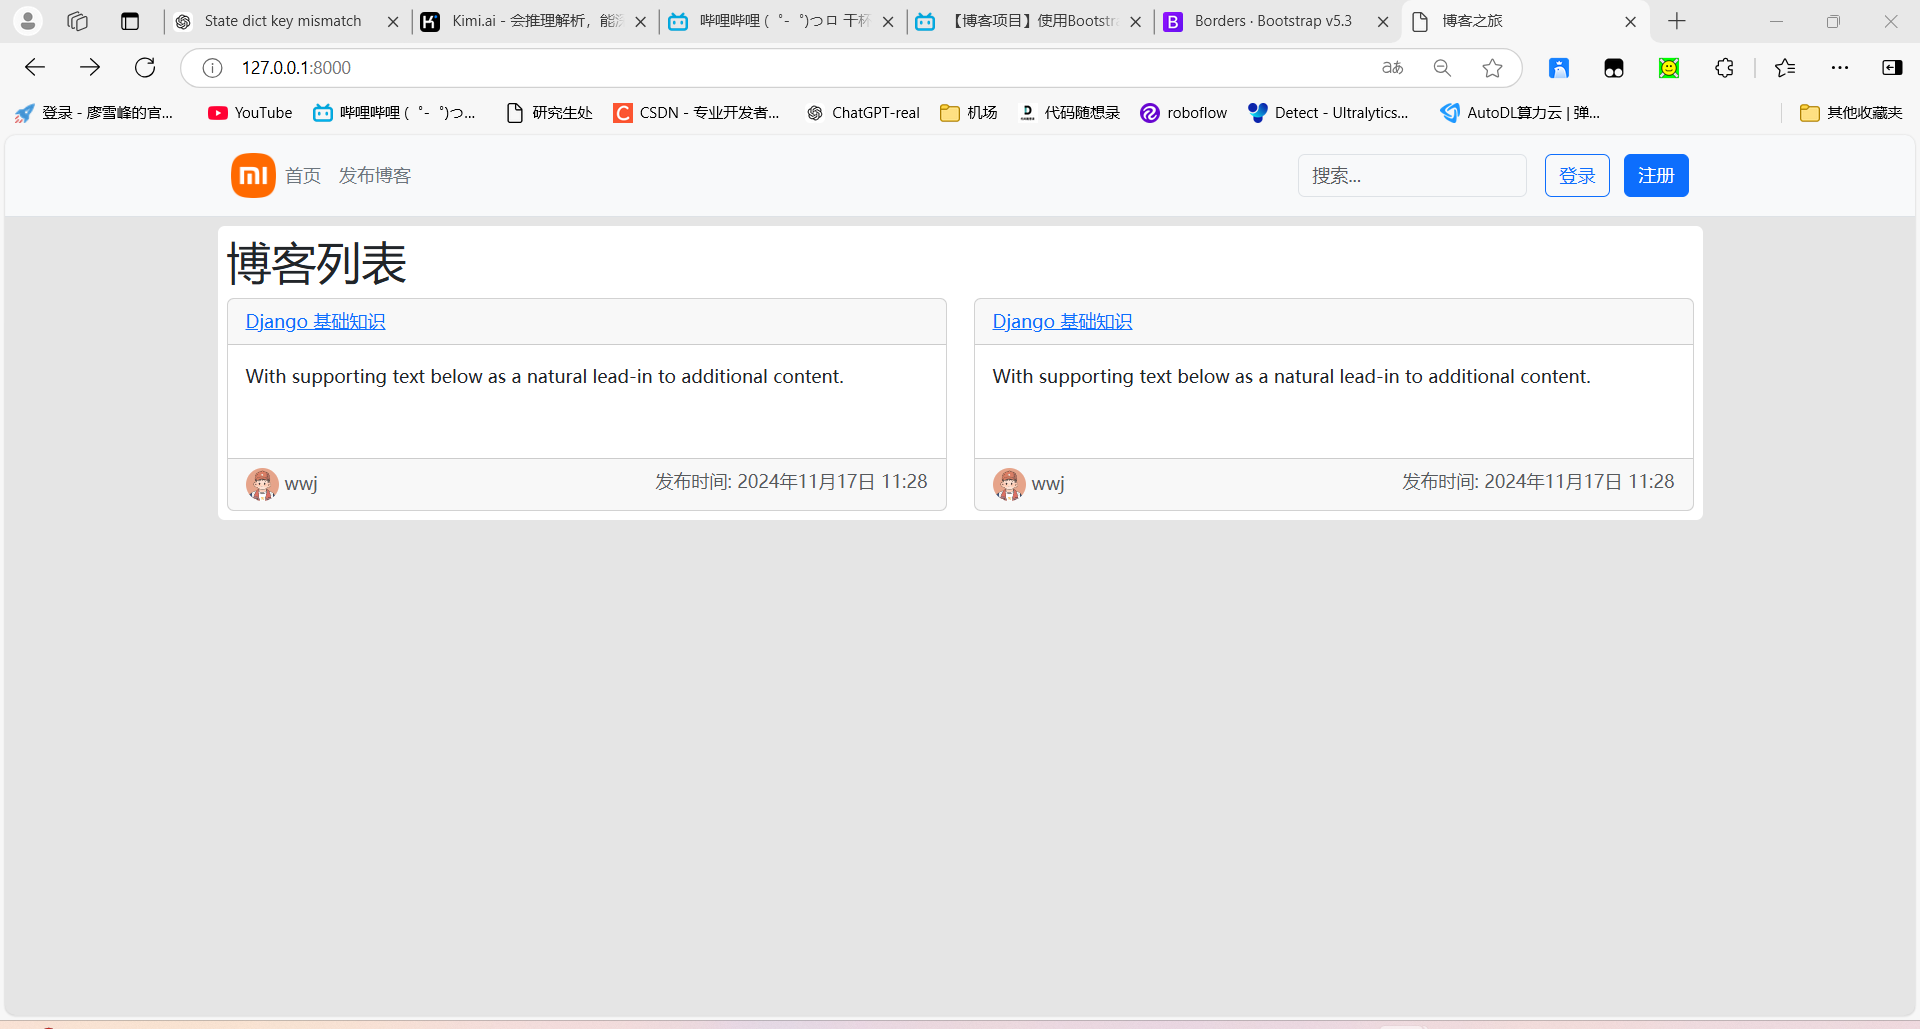 State dict key mismatch
Kimi.ai - 会推理解析，能深
哔哩哔哩 (゜-゜)つロ 干杯
【博客项目】使用Bootstra
Borders · Bootstrap v5.3
博客之旅
127.0.0.1:8000
登录 - 廖雪峰的官...
YouTube
哔哩哔哩 (゜-゜)つ...
研究生处
CSDN - 专业开发者...
ChatGPT-real
机场
代码随想录
roboflow
Detect - Ultralytics...
AutoDL算力云 | 弹...
其他收藏夹
首页
发布博客
搜索...
登录
注册
博客列表
Django 基础知识
With supporting text below as a natural lead-in to additional content.
wwj
发布时间: 2024年11月17日 11:28
Django 基础知识
With supporting text below as a natural lead-in to additional content.
wwj
发布时间: 2024年11月17日 11:28